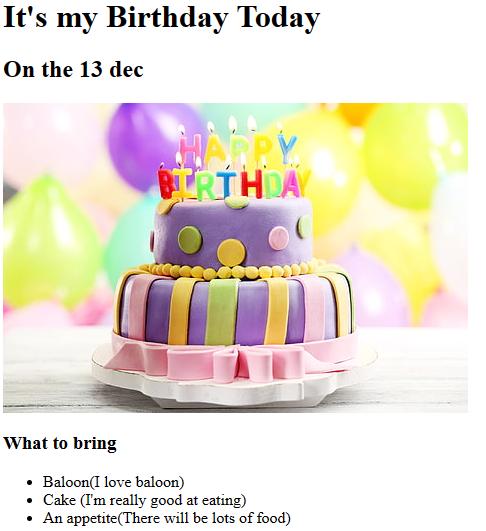 It's my Birthday Today
On the 13 dec
HAPPY
BIRTHDAY
What to bring
Baloon(I love baloon)
Cake (I'm really good at eating)
An appetite(There will be lots of food)